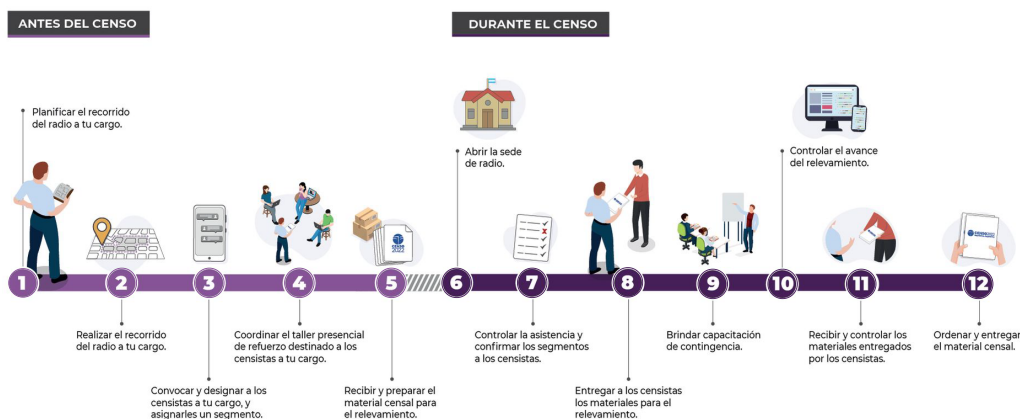 ANTES DEL CENSO
DURANTE EL CENSO
Planificar el recorrido
del radio a tu cargo.
Abrir la sede
de radio.
Controlar el avance
del relevamiento.
1
2
3
4
5
6
7
8
9
10
11
12
Realizar el recorrido
del radio a tu cargo.
Convocar y designar a los
censistas a tu cargo, y
asignarles un segmento.
Coordinar el taller presencial
de refuerzo destinado a los
censistas a tu cargo.
Recibir y preparar el
material censal para
el relevamiento.
Controlar la asistencia y
confirmar los segmentos
a los censistas.
Entregar a los censistas
los materiales para el
relevamiento.
Brindar capacitación
de contingencia.
Recibir y controlar los
materiales entregados
por los censistas.
Ordenar y entregar
el material censal.